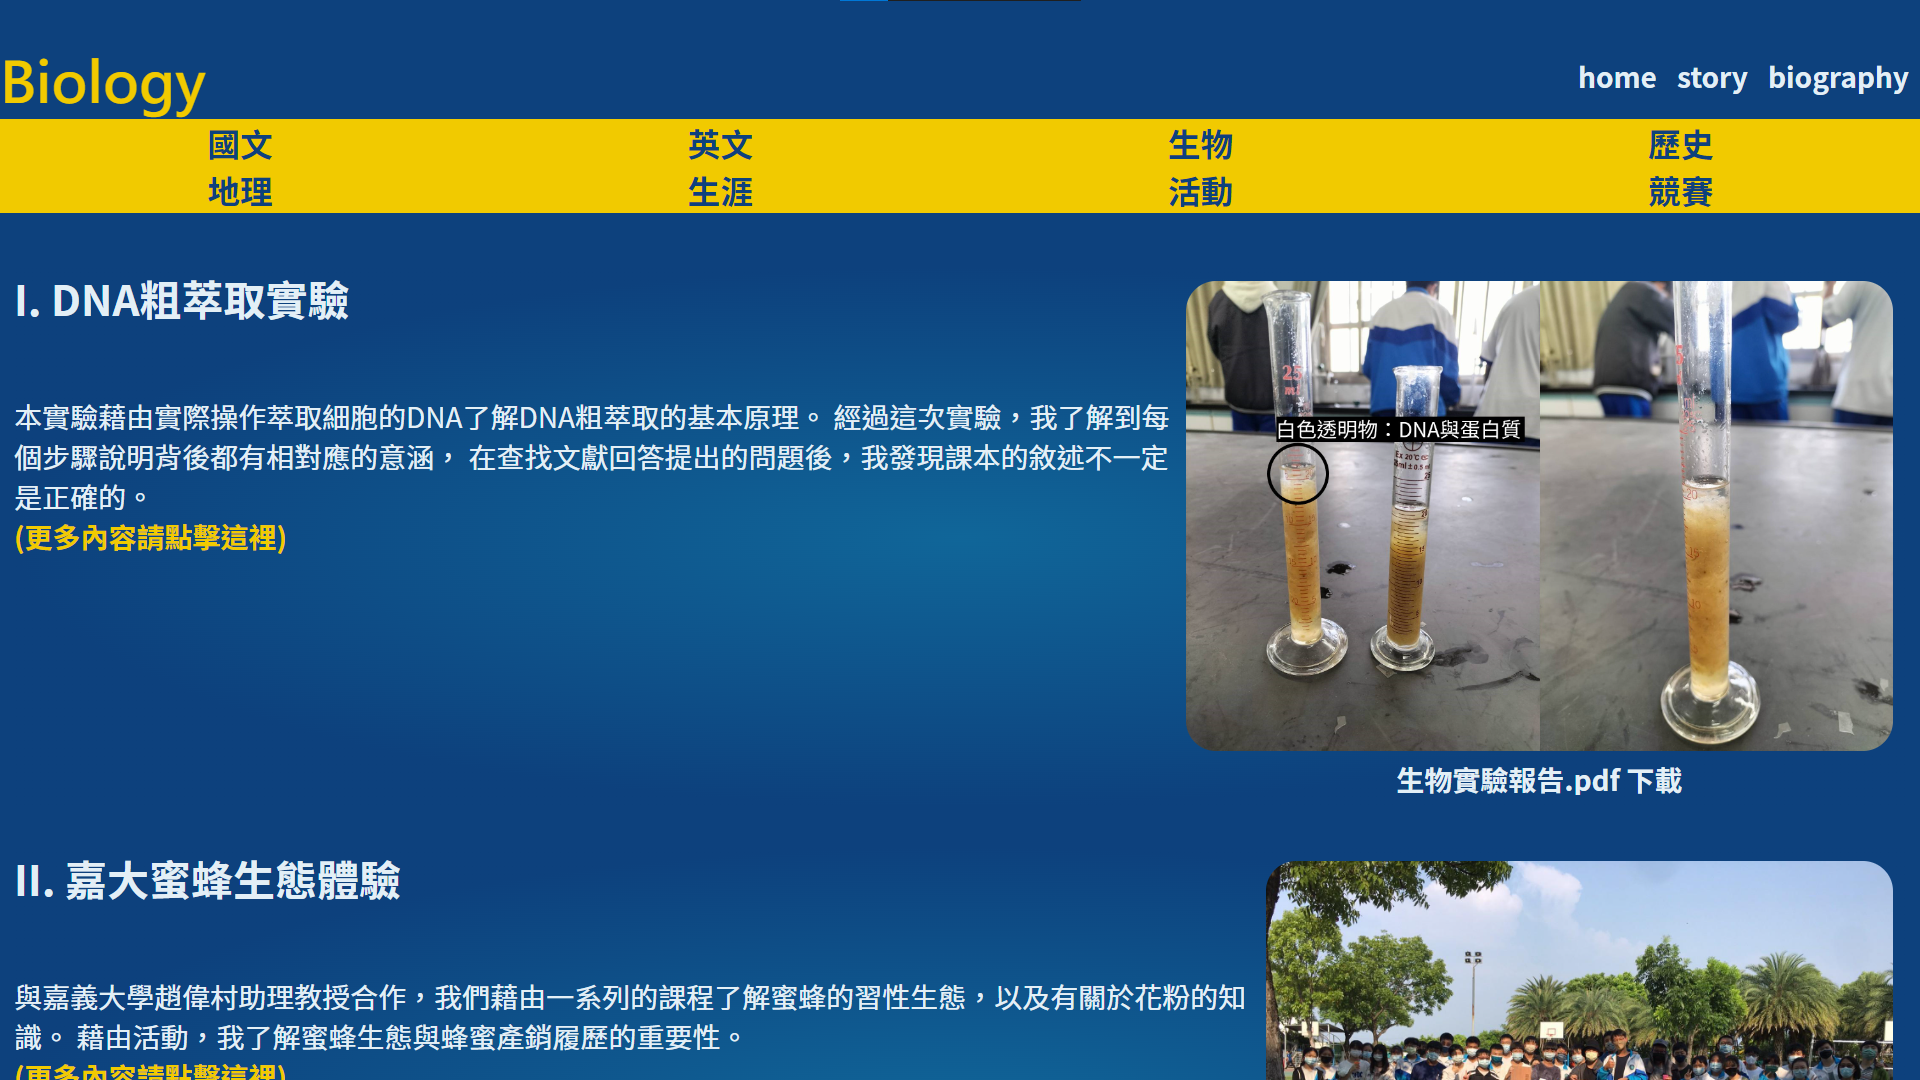 Biology
home story biography
國文 英文 生物 歷史
地理 生涯 活動 競賽
I. DNA粗萃取實驗
本實驗藉由實際操作萃取細胞的DNA了解DNA粗萃取的基本原理。 經過這次實驗，我了解到每
個步驟說明背後都有相對應的意涵， 在查找文獻回答提出的問題後，我發現課本的敘述不一定
是正確的。
(更多內容請點擊這裡)
25
ml
白色透明物：DNA與蛋白質
Ex 20°C
20
15
10
生物實驗報告.pdf 下載
II. 嘉大蜜蜂生態體驗
與嘉義大學趙偉村助理教授合作，我們藉由一系列的課程了解蜜蜂的習性生態，以及有關於花粉的知
識。 藉由活動，我了解蜜蜂生態與蜂蜜產銷履歷的重要性。
(更多內容請點擊這裡)